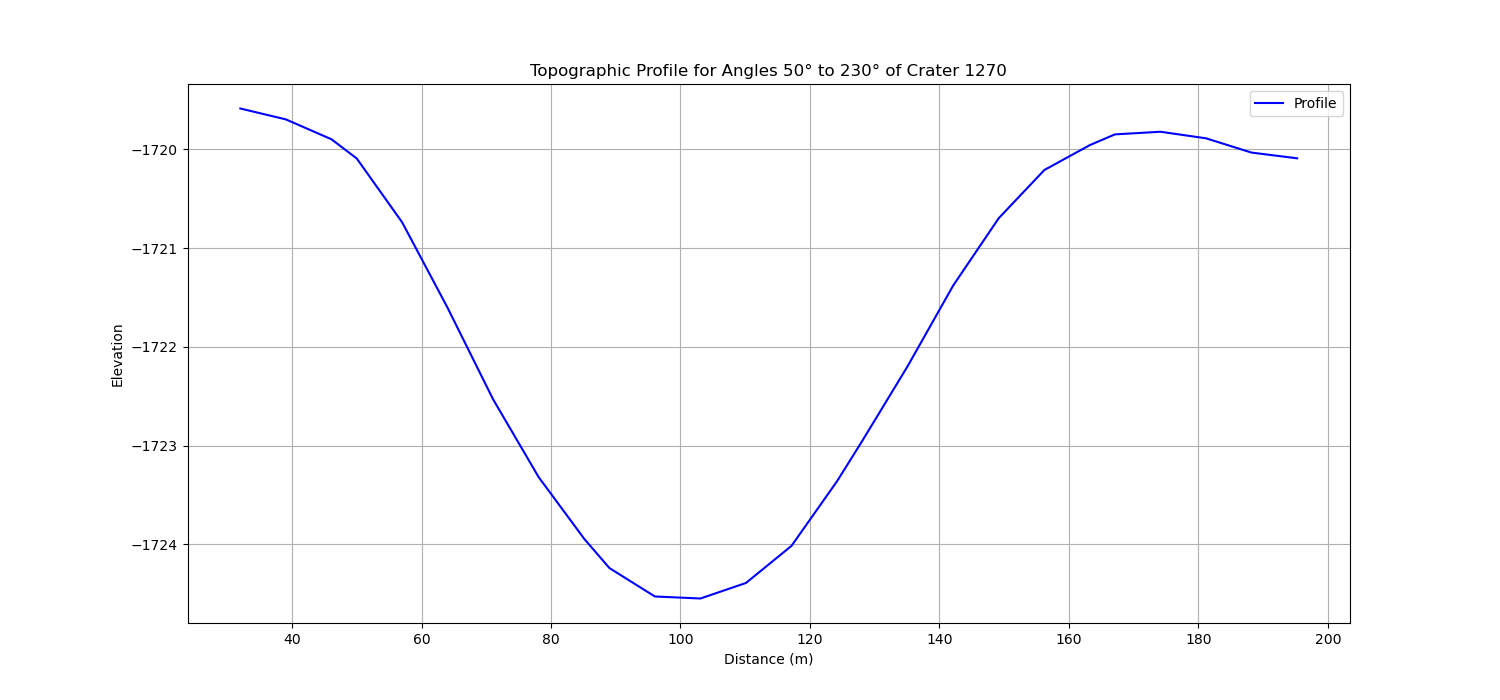 Topographic Profile for Angles 50° to 230° of Crater 1270
Profile
−1720
−1721
−1722
−1723
−1724
Elevation
40 60 80 100 120 140 160 180 200
Distance (m)